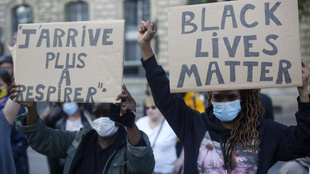 J'ARRIVE
PLUS
À
RESPIRER"
BLACK
LIVES
MATTER